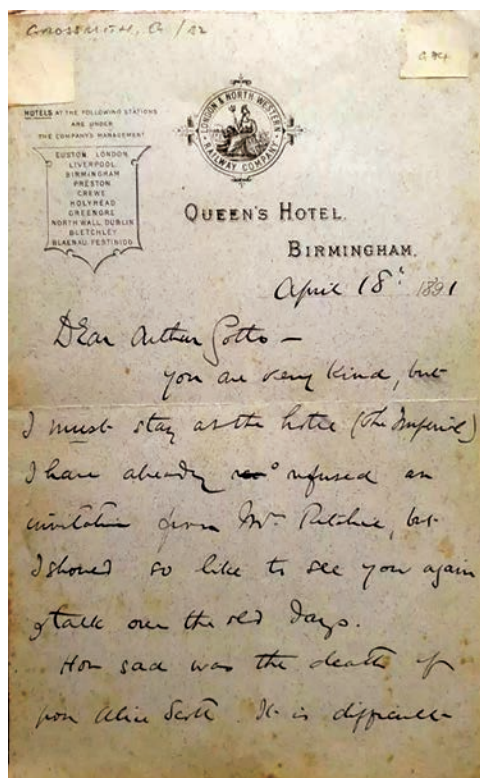 GROSSMITH, G /22
G 74
HOTELS AT THE FOLLOWING STATIONS
ARE UNDER
THE COMPANY'S MANAGEMENT
EUSTON LONDON
LIVERPOOL
BIRMINGHAM
PRESTON
CREWE
HOLYHEAD
GREENORE
NORTH WALL DUBLIN
BLETCHLEY
BLAENAU FESTINIOG
LONDON & NORTH WESTERN
RAILWAY COMPANY
QUEEN'S HOTEL.
BIRMINGHAM.
April 18 1891
Dear Arthur Gotto –
you are very kind, but
I must stay at the hotel (the Imperial)
I have already refused an
invitation from Mr Ritchie, but
I should so like to see you again
& talk over the old days.
How sad was the death of
poor Alice Scott. It is difficult